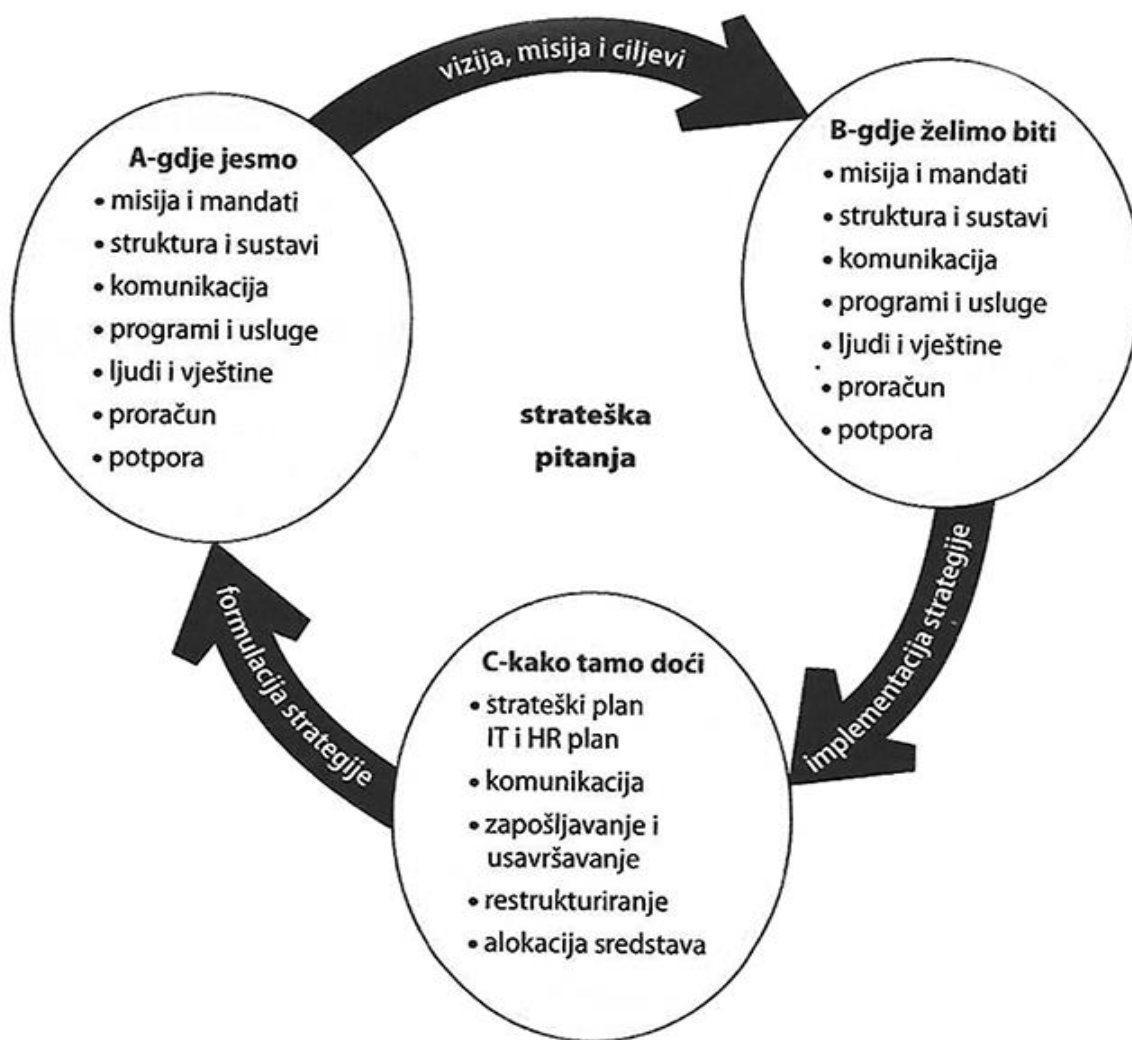 vizija, misija i ciljevi
A-gdje jesmo
• misija i mandati
• struktura i sustavi
• komunikacija
• programi i usluge
• ljudi i vještine
• proračun
• potpora
B-gdje želimo biti
• misija i mandati
• struktura i sustavi
• komunikacija
• programi i usluge
• ljudi i vještine
• proračun
• potpora
strateška
pitanja
implementacija strategije
C-kako tamo doći
• strateški plan
IT i HR plan
• komunikacija
• zapošljavanje i
usavršavanje
• restrukturiranje
• alokacija sredstava
formulacija strategije